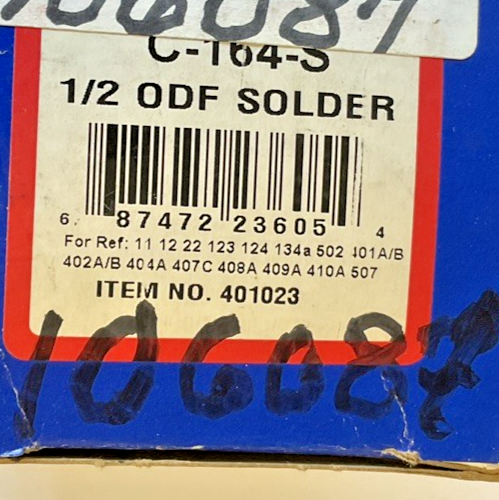 106087
C-164-S
1/2 ODF SOLDER
6 87472 23605 4
For Ref: 11 12 22 123 124 134a 502 401A/B
402A/B 404A 407C 408A 409A 410A 507
ITEM NO. 401023
106087